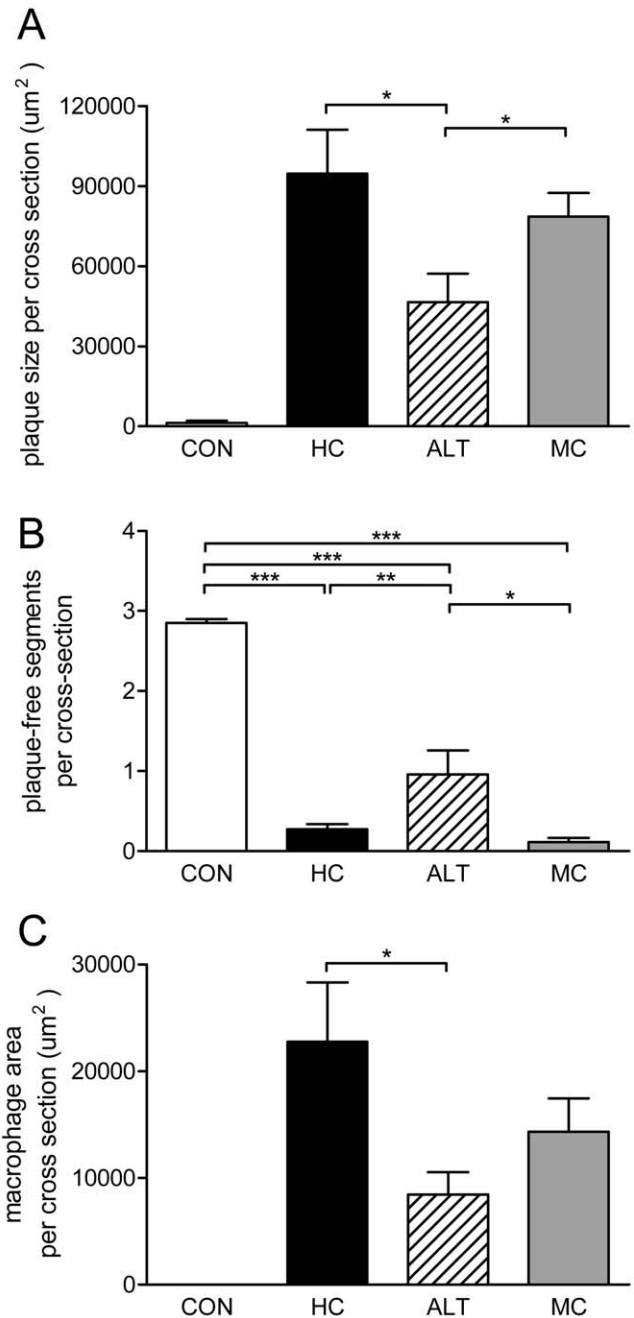 A
plaque size per cross section (um² )
120000
90000
60000
30000
0
*
*
CON HC ALT MC
B
plaque-free segments
per cross-section
4
3
2
1
0
***
***
*** **
*
CON HC ALT MC
C
macrophage area
per cross section (um² )
30000
20000
10000
0
*
CON HC ALT MC